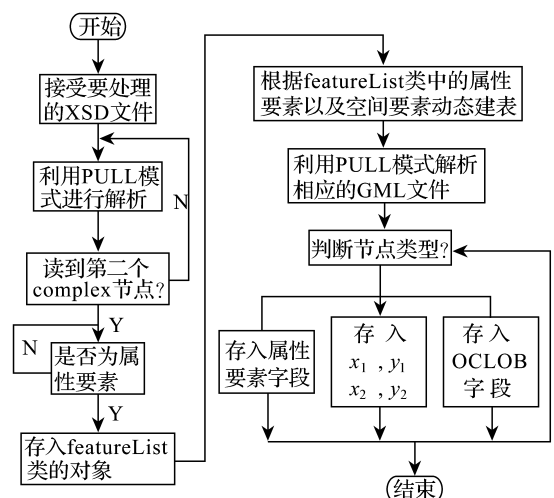 开始
接受要处理
的XSD文件
利用PULL模
式进行解析
N
读到第二个
complex节点?
Y
N
是否为属
性要素
Y
存入featureList
类的对象
根据featureList类中的属性
要素以及空间要素动态建表
利用PULL模式解析
相应的GML文件
判断节点类型?
存入属性
要素字段
存 入
x₁ , y₁
x₂ , y₂
存 入
OCLOB
字 段
结束